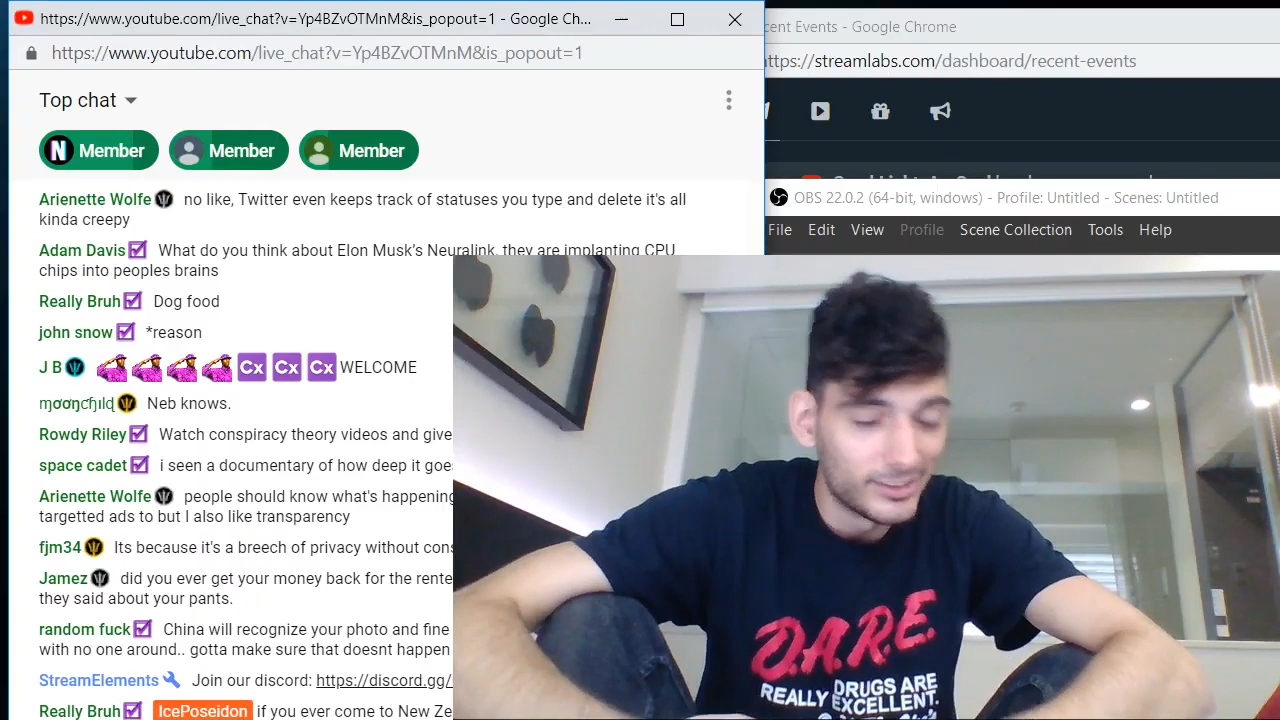 https://www.youtube.com/live_chat?v=Yp4BZvOTMnM&is_popout=1 - Google Ch...
https://www.youtube.com/live_chat?v=Yp4BZvOTMnM&is_popout=1
Top chat
N Member Member Member
Arienette Wolfe no like, Twitter even keeps track of statuses you type and delete it's all
kinda creepy
Adam Davis What do you think about Elon Musk's Neuralink, they are implanting CPU
chips into peoples brains
Really Bruh Dog food
john snow *reason
J B Cx Cx Cx WELCOME
Neb knows.
Rowdy Riley Watch conspiracy theory videos and give
space cadet i seen a documentary of how deep it goe
Arienette Wolfe people should know what's happening
targetted ads to but I also like transparency
fjm34 Its because it's a breech of privacy without con
Jamez did you ever get your money back for the rente
they said about your pants.
random fuck China will recognize your photo and fine
with no one around.. gotta make sure that doesnt happen
StreamElements Join our discord: https://discord.gg/
Really Bruh IcePoseidon if you ever come to New Ze
cent Events - Google Chrome
https://streamlabs.com/dashboard/recent-events
OBS 22.0.2 (64-bit, windows) - Profile: Untitled - Scenes: Untitled
File Edit View Profile Scene Collection Tools Help
D.A.R.E.
REALLY DRUGS ARE
EXCELLENT.